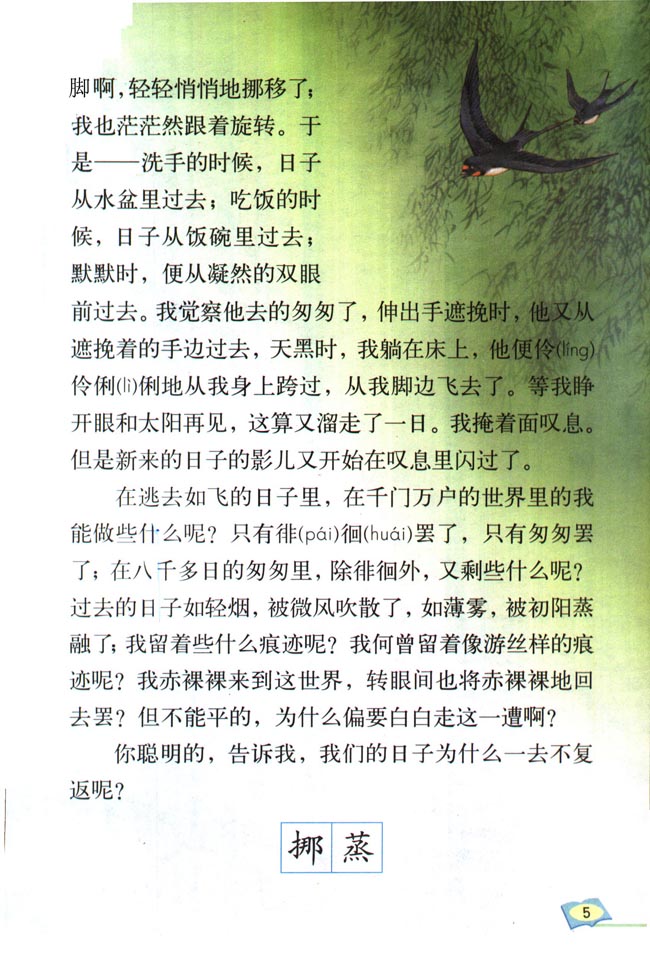 脚啊，轻轻悄悄地挪移了；
我也茫茫然跟着旋转。于
是——洗手的时候，日子
从水盆里过去；吃饭的时
候，日子从饭碗里过去；
默默时，便从凝然的双眼
前过去。我觉察他去的匆匆了，伸出手遮挽时，他又从
遮挽着的手边过去，天黑时，我躺在床上，他便伶(líng)
伶俐(lì)俐地从我身上跨过，从我脚边飞去了。等我睁
开眼和太阳再见，这算又溜走了一日。我掩着面叹息。
但是新来的日子的影儿又开始在叹息里闪过了。
在逃去如飞的日子里，在千门万户的世界里的我
能做些什么呢？只有徘(pái)徊(huái)罢了，只有匆匆罢
了；在八千多日的匆匆里，除徘徊外，又剩些什么呢？
过去的日子如轻烟，被微风吹散了，如薄雾，被初阳蒸
融了；我留着些什么痕迹呢？我何曾留着像游丝样的痕
迹呢？我赤裸裸来到这世界，转眼间也将赤裸裸地回
去罢？但不能平的，为什么偏要白白走这一遭啊？
你聪明的，告诉我，我们的日子为什么一去不复
返呢？
挪 蒸
5